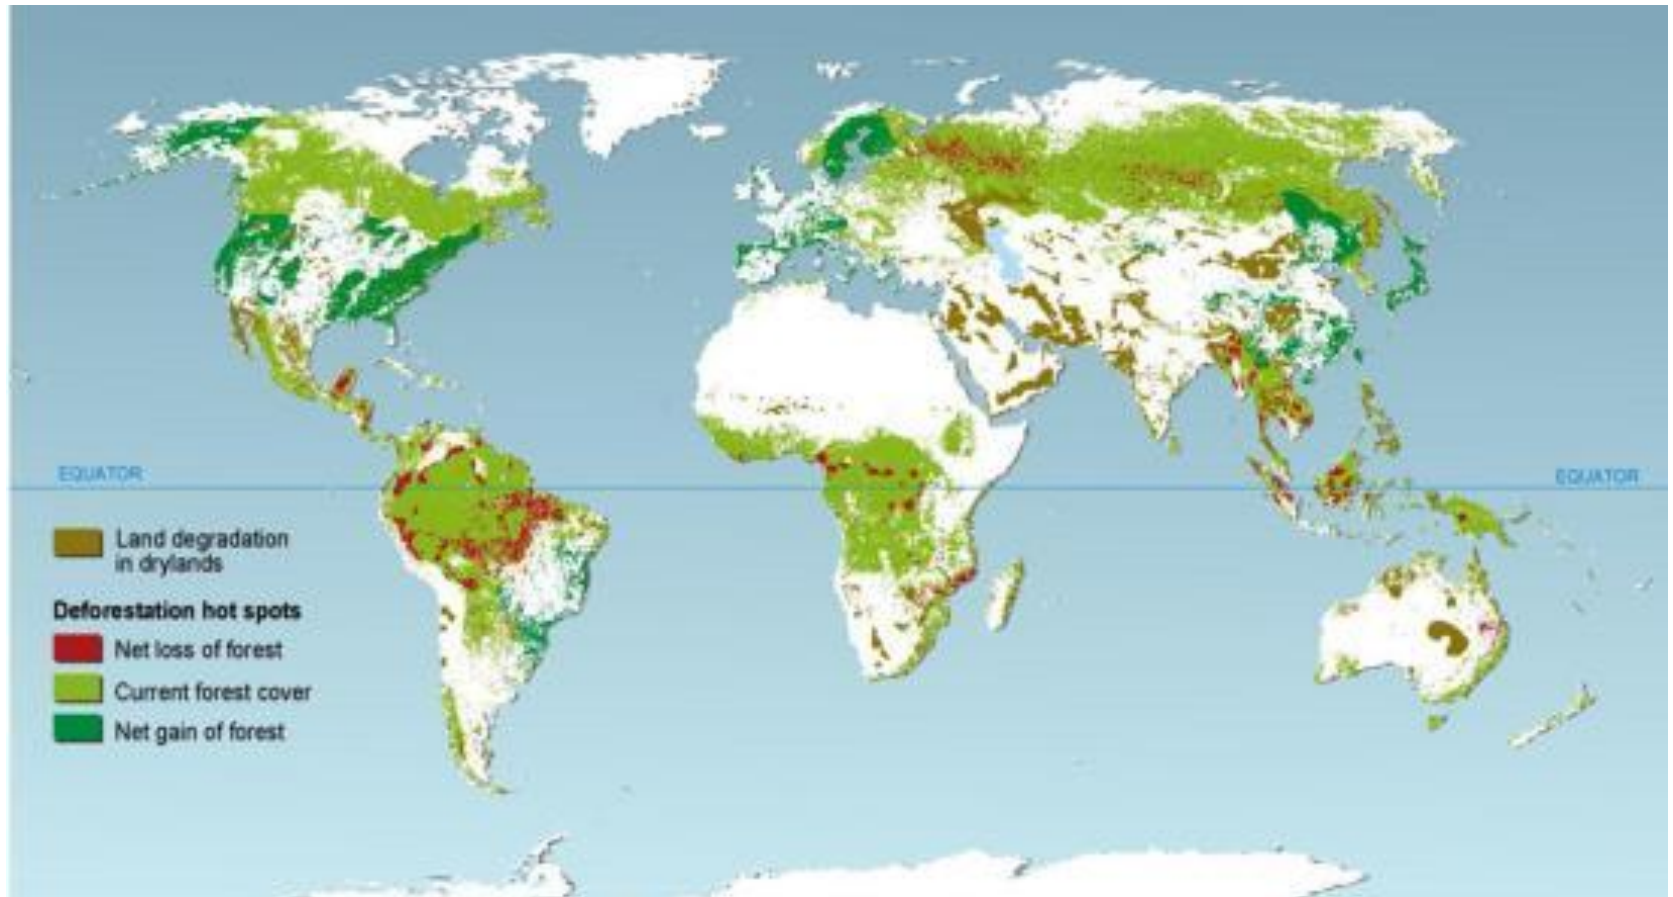 EQUATOR
EQUATOR
Land degradation
in drylands
Deforestation hot spots
Net loss of forest
Current forest cover
Net gain of forest